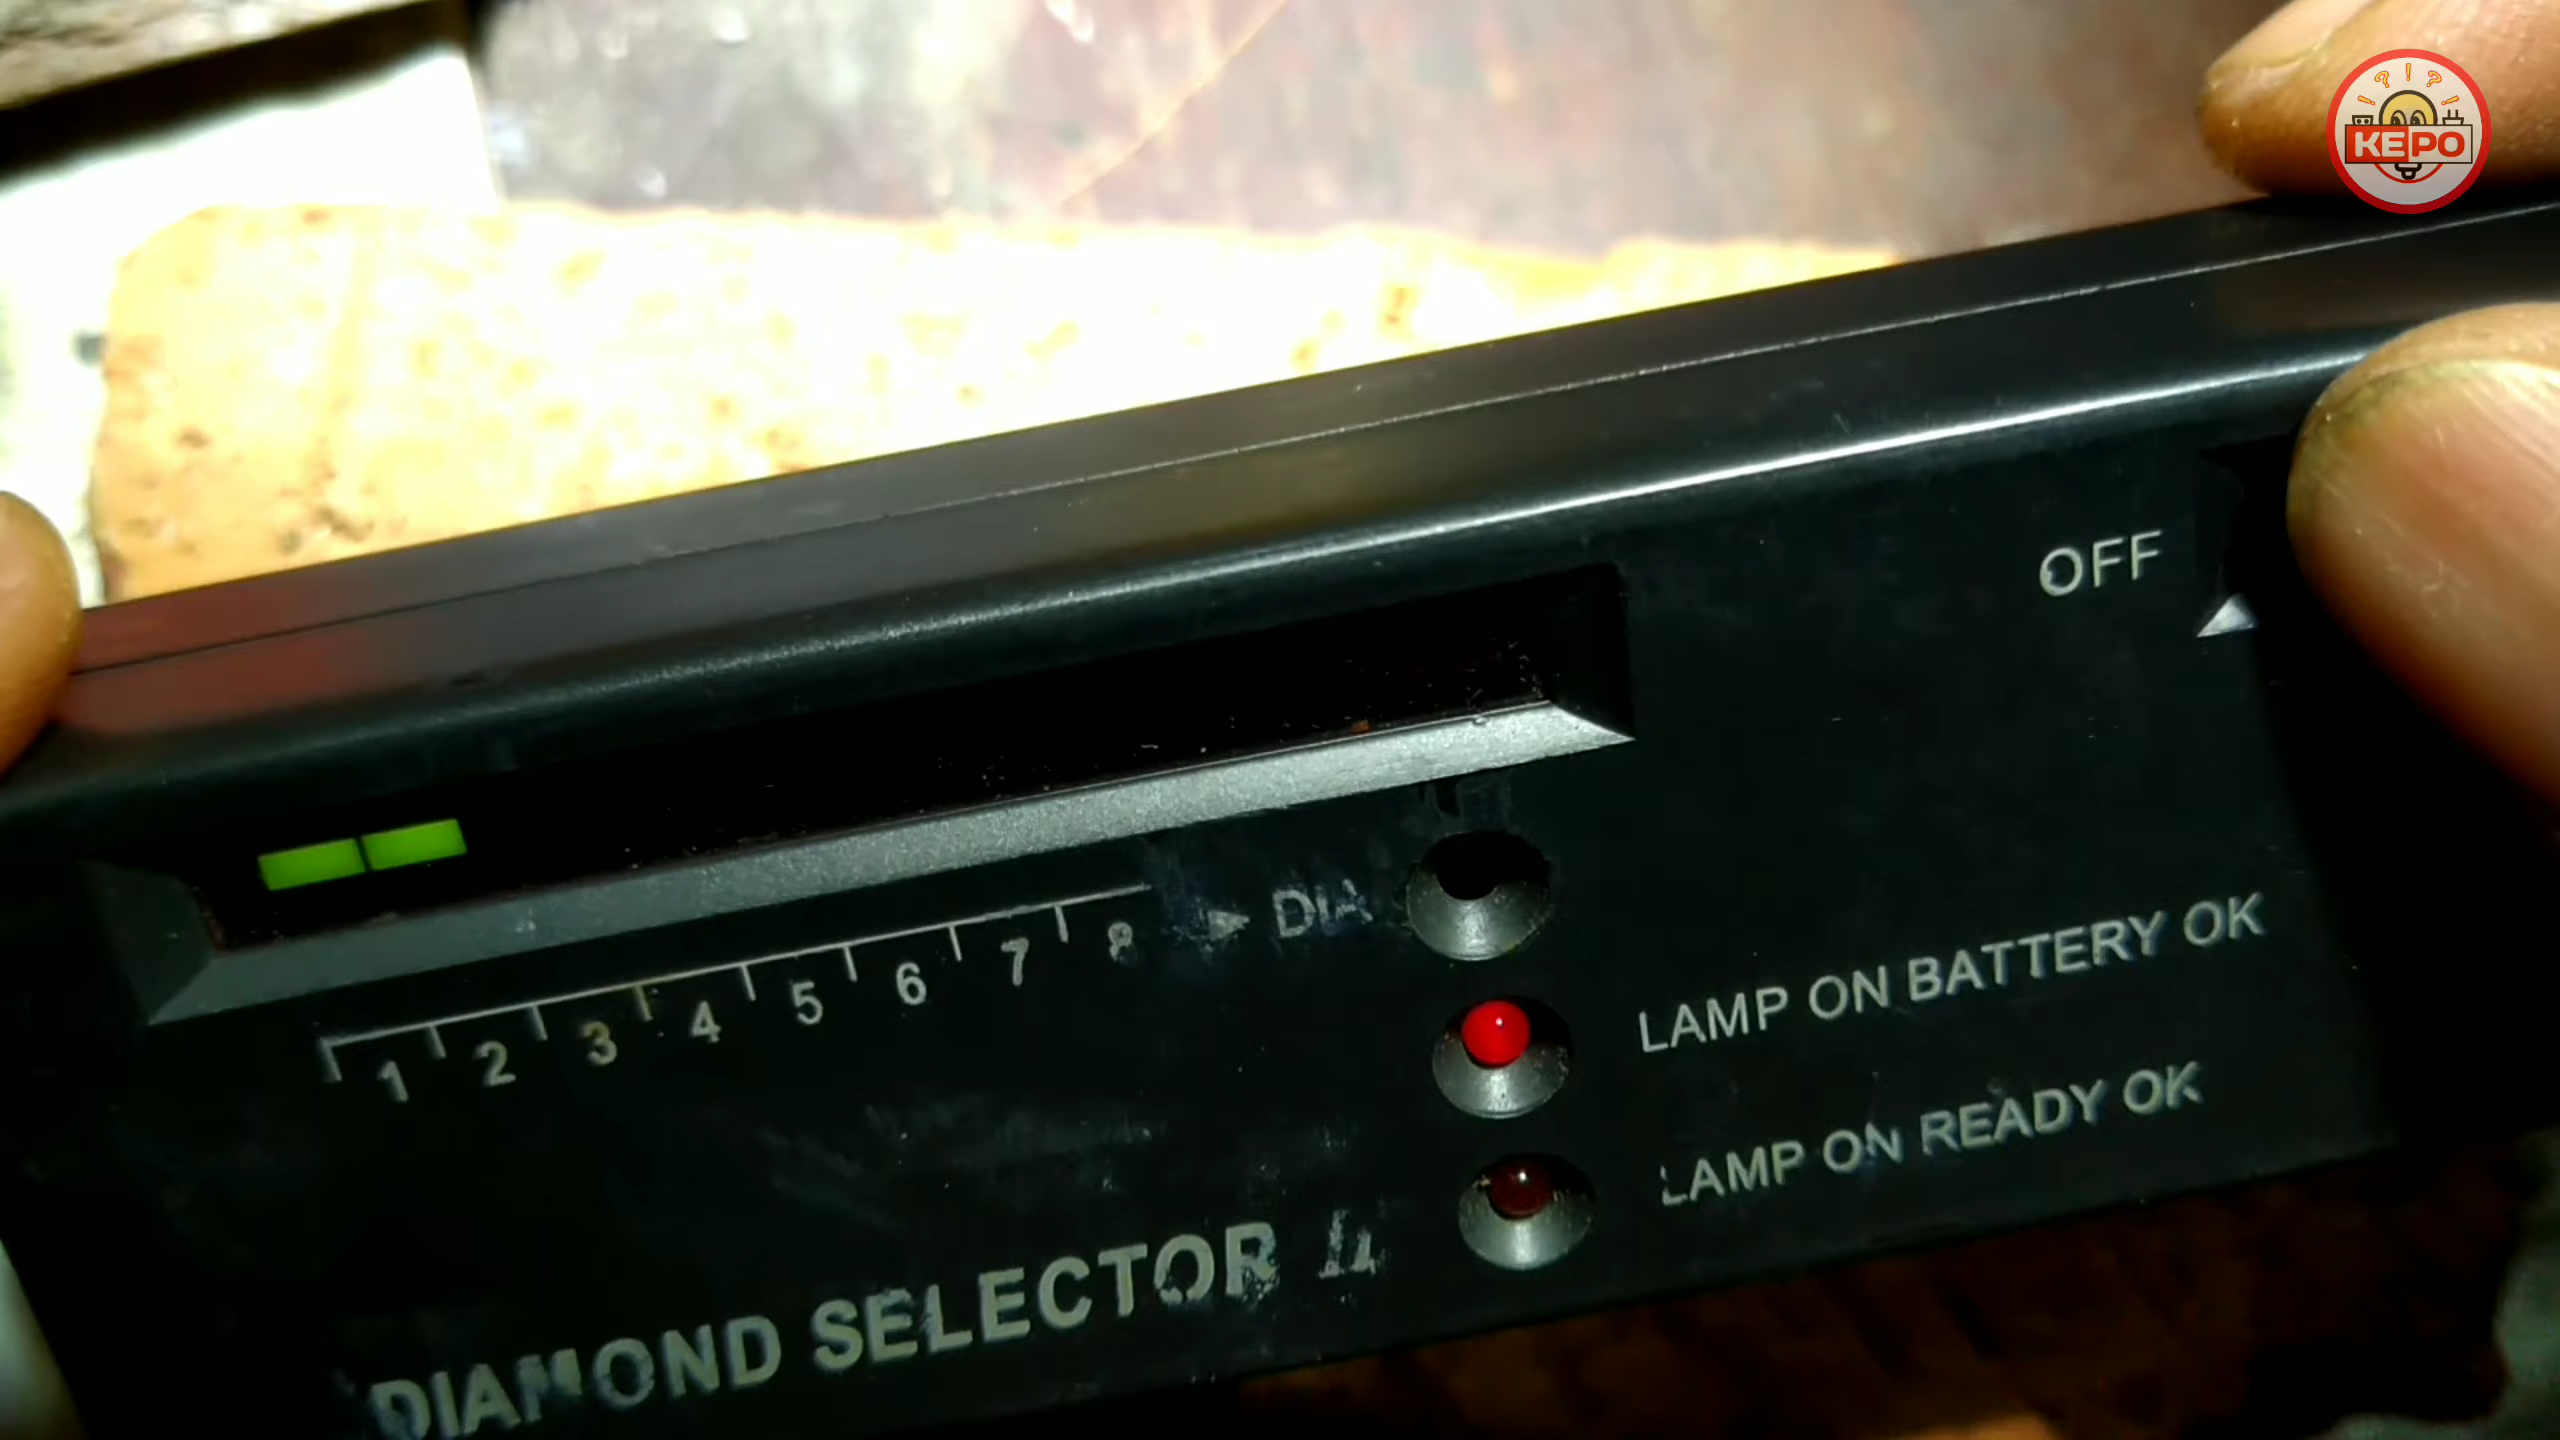 ? ! ?
KEPO
OFF
1 2 3 4 5 6 7 8
DIA
LAMP ON BATTERY OK
LAMP ON READY OK
DIAMOND SELECTOR II